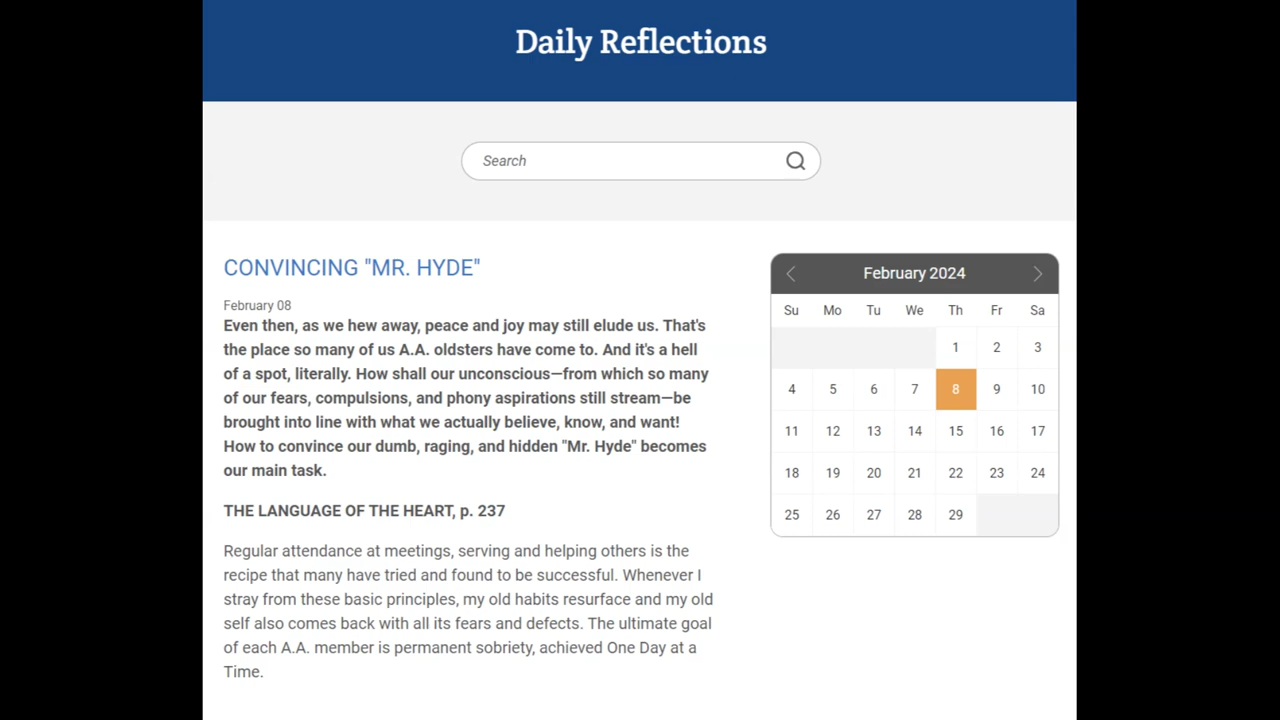 Daily Reflections
Search
CONVINCING "MR. HYDE"
February 08
Even then, as we hew away, peace and joy may still elude us. That's
the place so many of us A.A. oldsters have come to. And it's a hell
of a spot, literally. How shall our unconscious—from which so many
of our fears, compulsions, and phony aspirations still stream—be
brought into line with what we actually believe, know, and want!
How to convince our dumb, raging, and hidden "Mr. Hyde" becomes
our main task.
THE LANGUAGE OF THE HEART, p. 237
Regular attendance at meetings, serving and helping others is the
recipe that many have tried and found to be successful. Whenever I
stray from these basic principles, my old habits resurface and my old
self also comes back with all its fears and defects. The ultimate goal
of each A.A. member is permanent sobriety, achieved One Day at a
Time.
February 2024
Su Mo Tu We Th Fr Sa
1 2 3
4 5 6 7 8 9 10
11 12 13 14 15 16 17
18 19 20 21 22 23 24
25 26 27 28 29